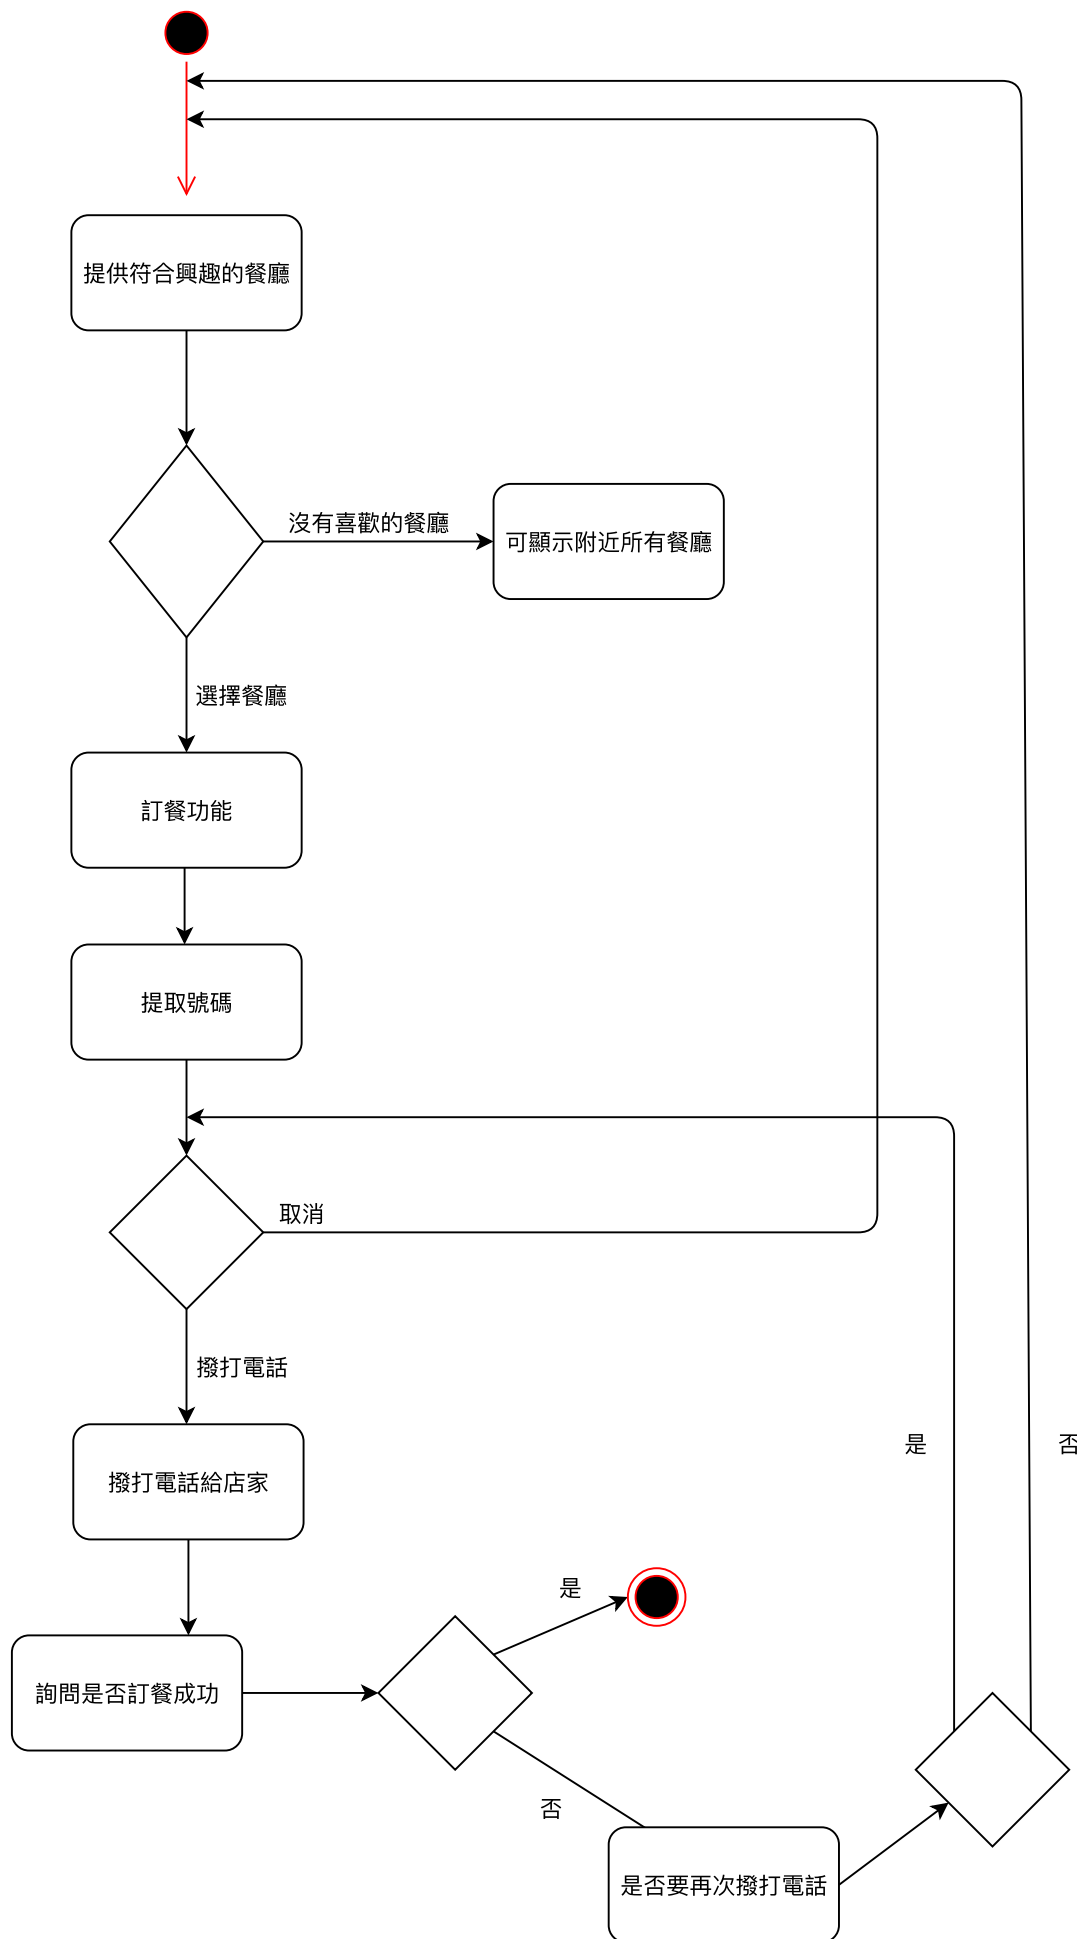 提供符合興趣的餐廳
沒有喜歡的餐廳
可顯示附近所有餐廳
選擇餐廳
訂餐功能
提取號碼
取消
撥打電話
是
否
撥打電話給店家
是
詢問是否訂餐成功
否
是否要再次撥打電話